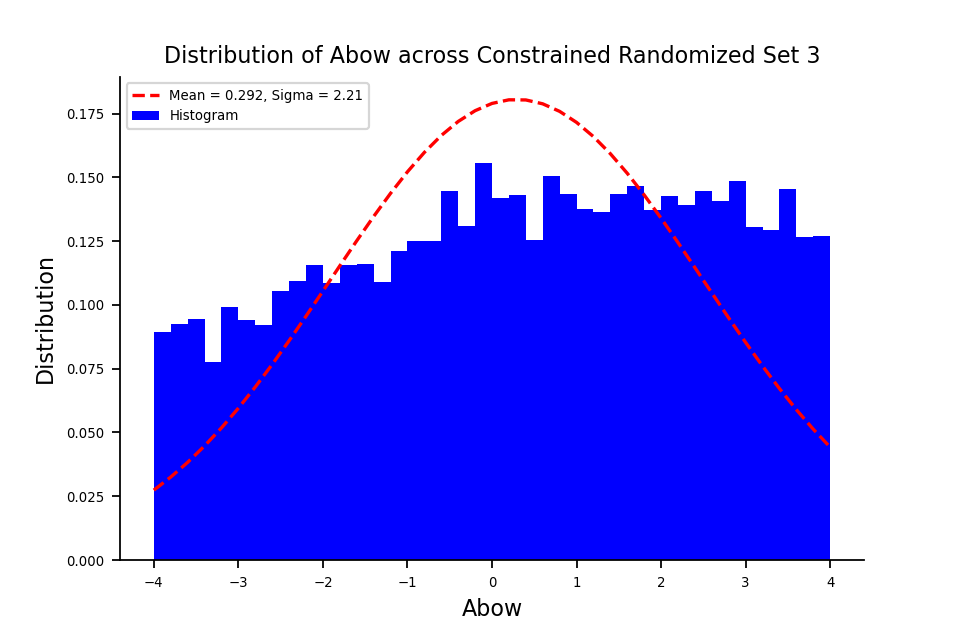 Distribution of Abow across Constrained Randomized Set 3
Mean = 0.292, Sigma = 2.21
Histogram
Distribution
0.175
0.150
0.125
0.100
0.075
0.050
0.025
0.000
−4 −3 −2 −1 0 1 2 3 4
Abow